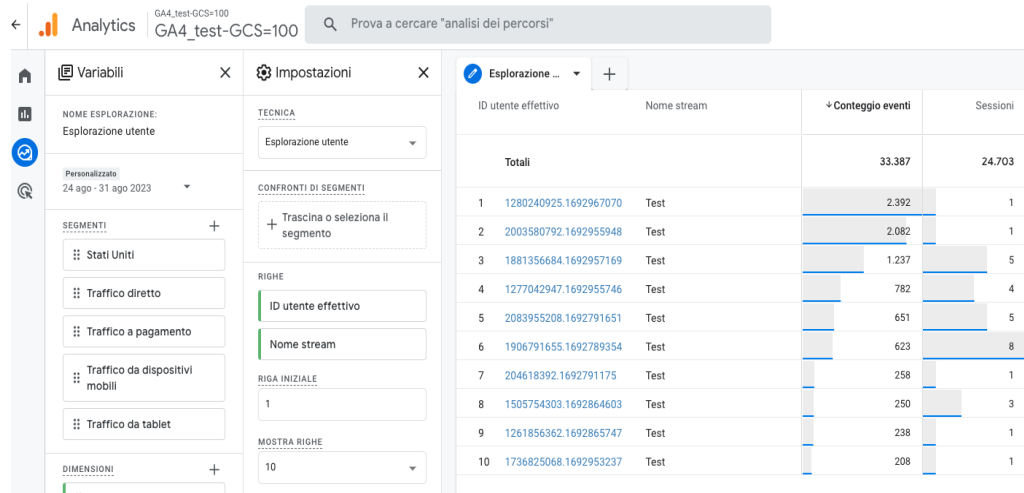 Analytics
GA4_test-GCS=100
GA4_test-GCS=100
Prova a cercare "analisi dei percorsi"
Variabili
NOME ESPLORAZIONE:
Esplorazione utente
Personalizzato
24 ago - 31 ago 2023
SEGMENTI
Stati Uniti
Traffico diretto
Traffico a pagamento
Traffico da dispositivi
mobili
Traffico da tablet
DIMENSIONI
Impostazioni
TECNICA
Esplorazione utente
CONFRONTI DI SEGMENTI
Trascina o seleziona il
segmento
RIGHE
ID utente effettivo
Nome stream
RIGA INIZIALE
1
MOSTRA RIGHE
10
Esplorazione ...
ID utente effettivo Nome stream Conteggio eventi Sessioni
Totali 33.387 24.703
1 1280240925.1692967070 Test 2.392 1
2 2003580792.1692955948 Test 2.082 1
3 1881356684.1692957169 Test 1.237 5
4 1277042947.1692955746 Test 782 4
5 2083955208.1692791651 Test 651 5
6 1906791655.1692789354 Test 623 8
7 204618392.1692791175 Test 258 1
8 1505754303.1692864603 Test 250 3
9 1261856362.1692865747 Test 238 1
10 1736825068.1692953237 Test 208 1